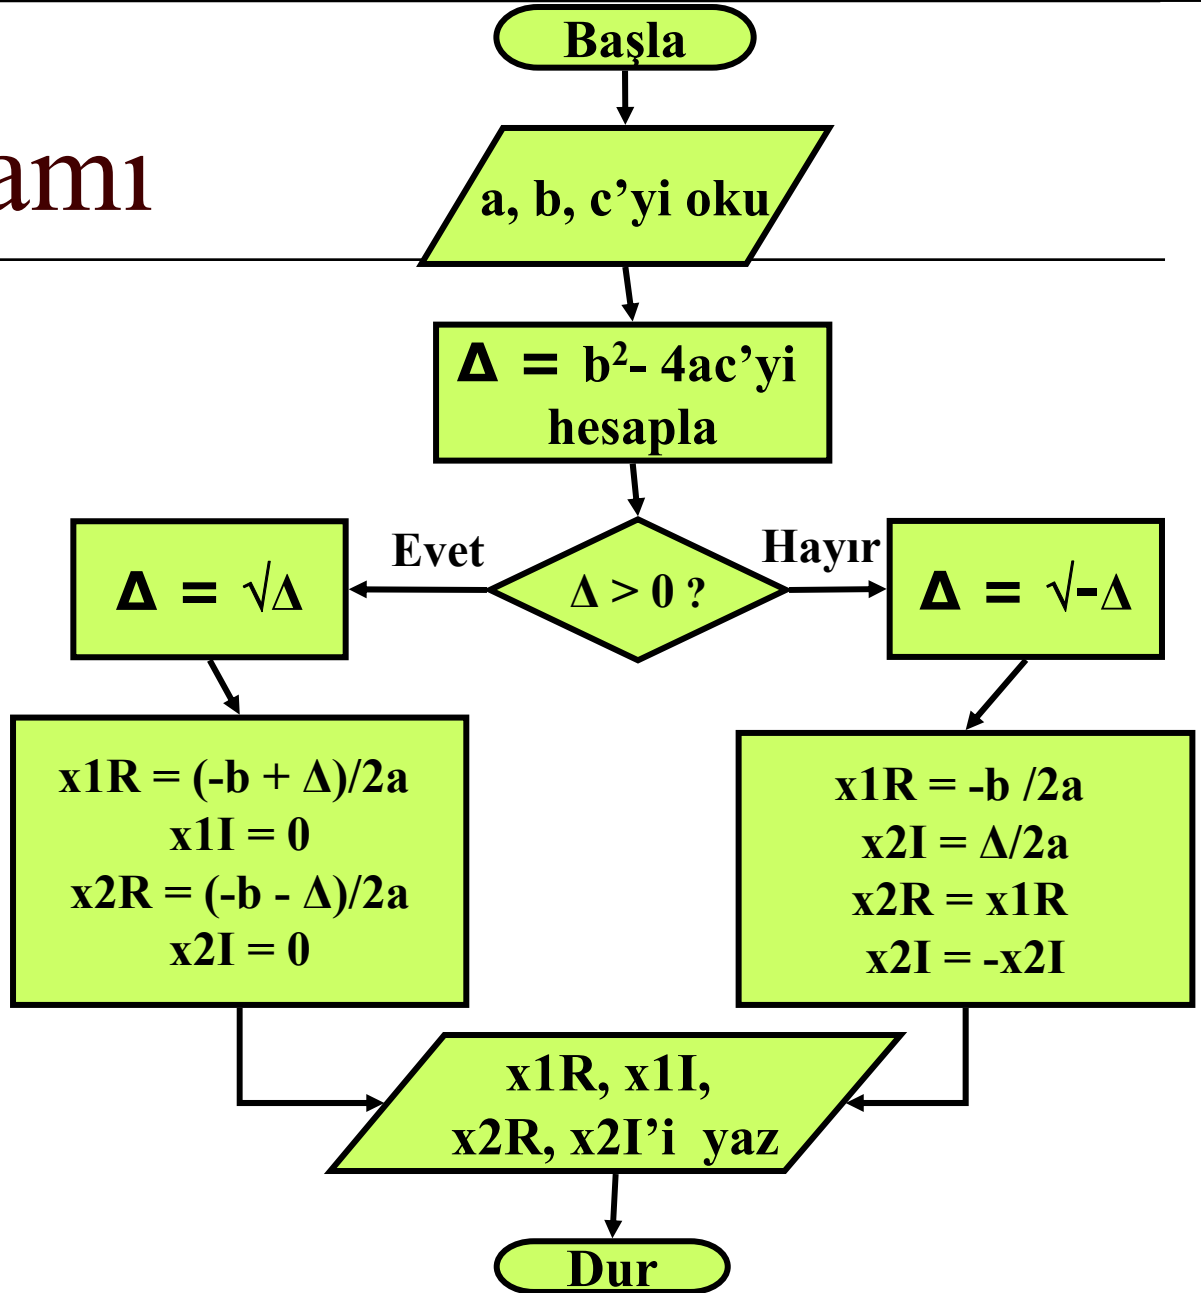 Başla
amı
a, b, c’yi oku
Δ = b²- 4ac’yi
hesapla
Evet
Hayır
Δ = √Δ
Δ > 0 ?
Δ = √-Δ
x1R = (-b + Δ)/2a
x1I = 0
x2R = (-b - Δ)/2a
x2I = 0
x1R = -b /2a
x2I = Δ/2a
x2R = x1R
x2I = -x2I
x1R, x1I,
x2R, x2I’i yaz
Dur